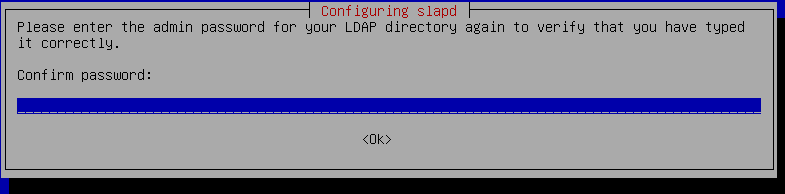 Configuring slapd
Please enter the admin password for your LDAP directory again to verify that you have typed
it correctly.
Confirm password:
<Ok>